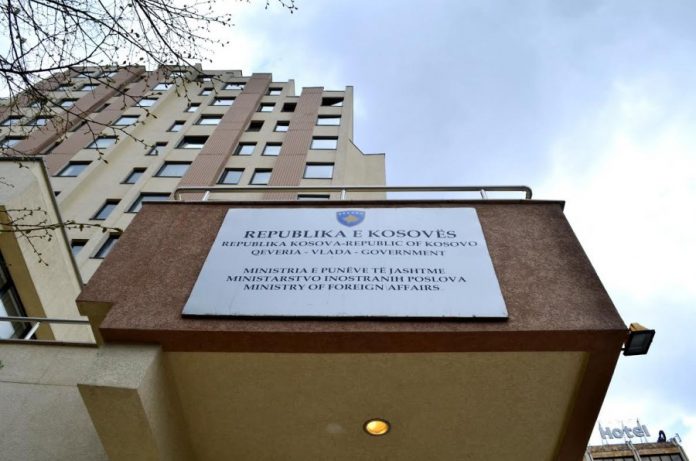 REPUBLIKA E KOSOVËS
REPUBLIKA KOSOVA-REPUBLIC OF KOSOVO
QEVERIA - VLADA - GOVERNMENT
MINISTRIA E PUNËVE TË JASHTME
MINISTARSTVO INOSTRANIH POSLOVA
MINISTRY OF FOREIGN AFFAIRS
Hotel